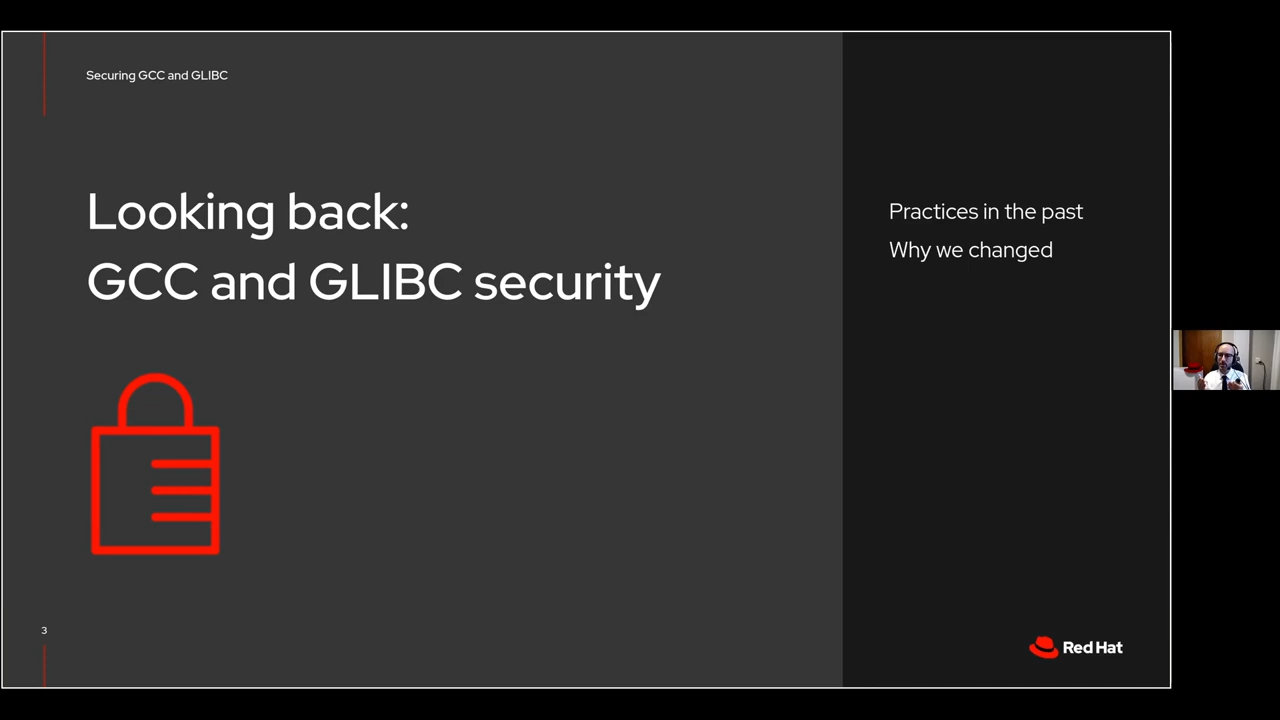 Securing GCC and GLIBC
Looking back:
GCC and GLIBC security
Practices in the past
Why we changed
3
Red Hat